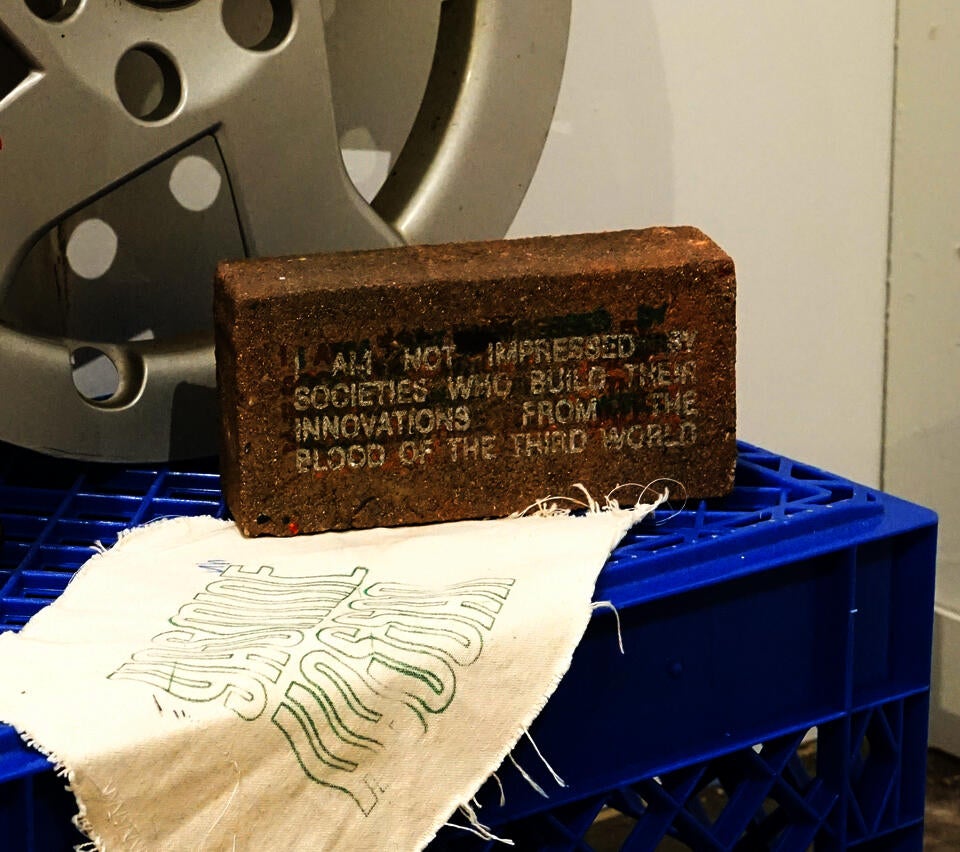 I AM NOT IMPRESSED BY
SOCIETIES WHO BUILD THEIR
INNOVATIONS FROM THE
BLOOD OF THE THIRD WORLD